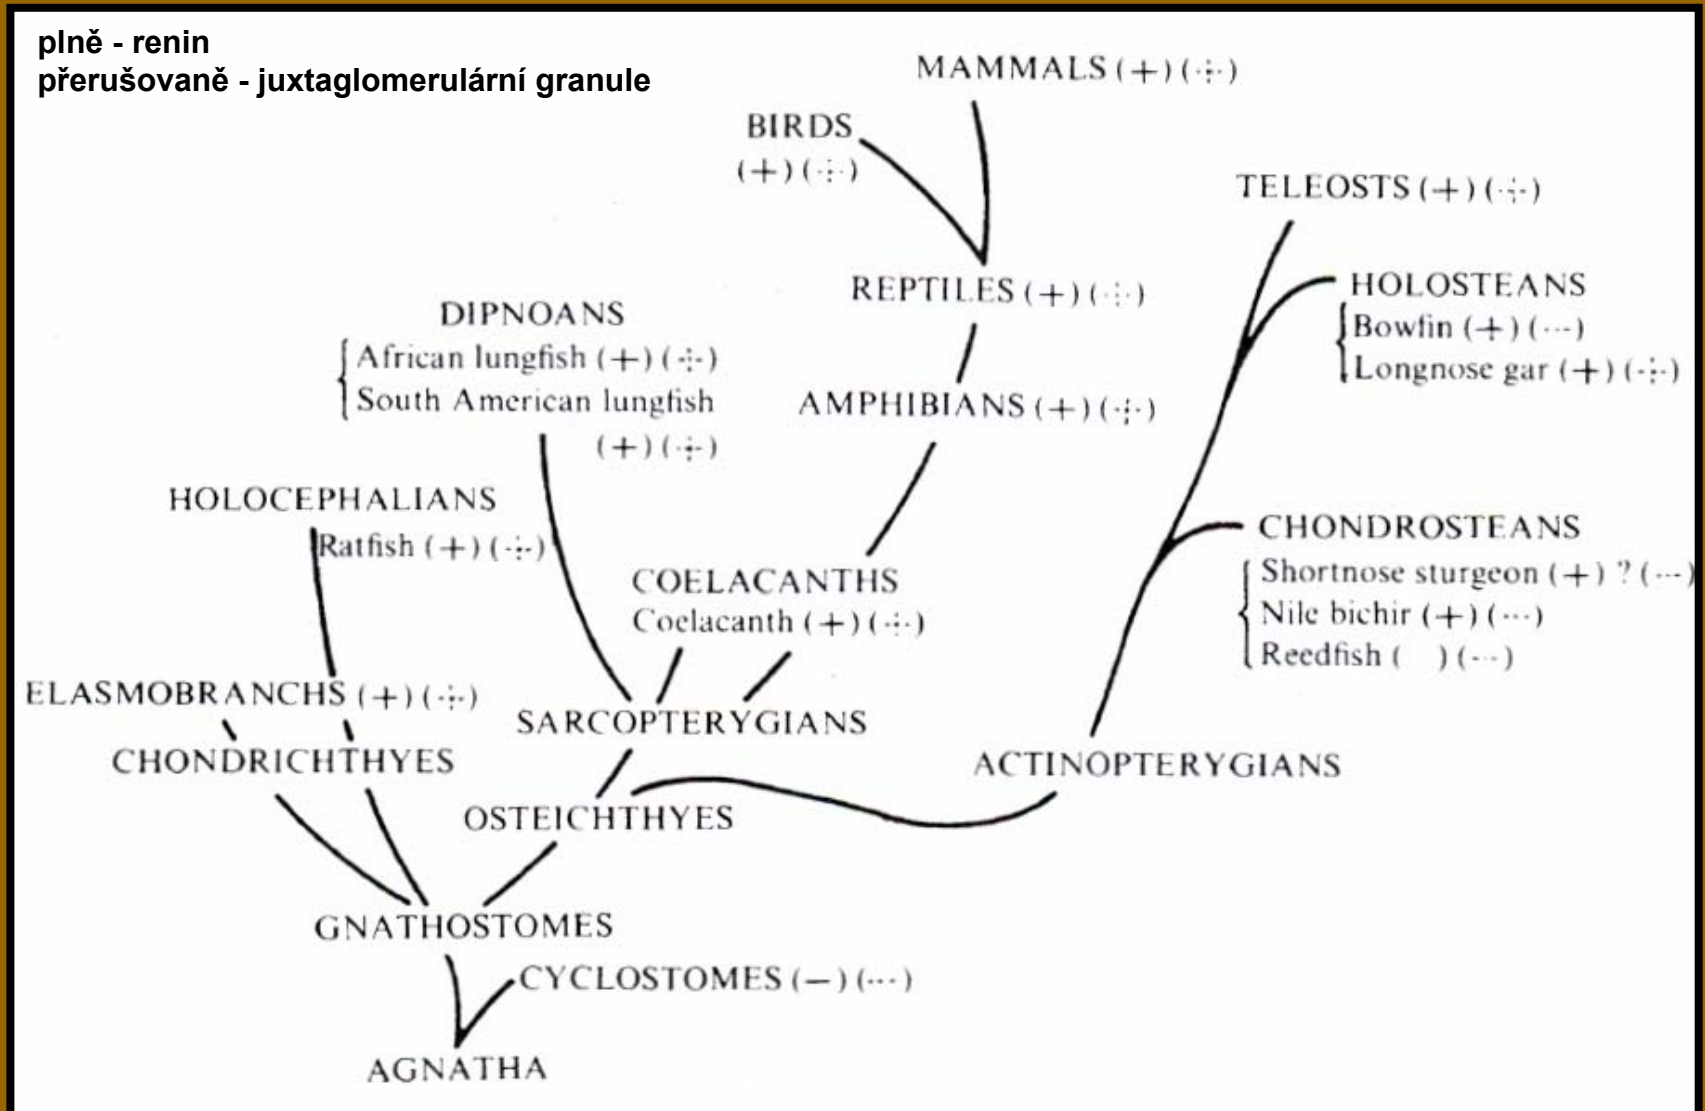 plně - renin
přerušovaně - juxtaglomerulární granule
MAMMALS (+) (·⁞·)
BIRDS
(+) (·⁞·)
TELEOSTS (+) (·⁞·)
REPTILES (+) (·⁞·)
HOLOSTEANS
Bowfin (+) (---)
Longnose gar (+) (·⁞·)
DIPNOANS
African lungfish (+) (·⁞·)
South American lungfish
(+) (·⁞·)
AMPHIBIANS (+) (·⁞·)
HOLOCEPHALIANS
Ratfish (+) (·⁞·)
CHONDROSTEANS
Shortnose sturgeon (+) ? (---)
Nile bichir (+) (---)
Reedfish ( ) (---)
COELACANTHS
Coelacanth (+) (·⁞·)
ELASMOBRANCHS (+) (·⁞·)
SARCOPTERYGIANS
CHONDRICHTHYES
ACTINOPTERYGIANS
OSTEICHTHYES
GNATHOSTOMES
CYCLOSTOMES (−) (---)
AGNATHA